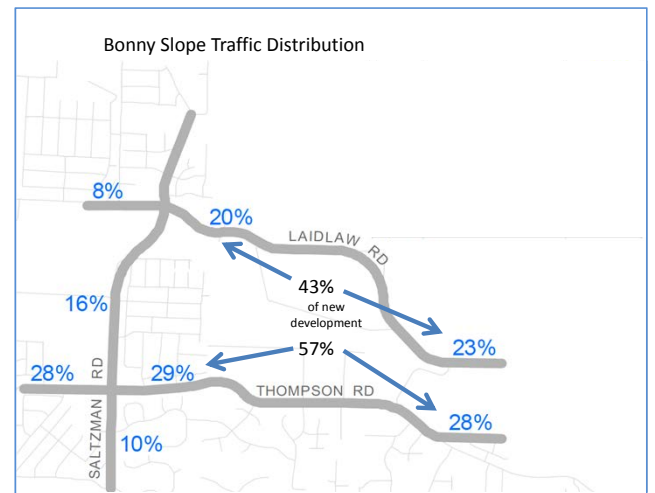 Bonny Slope Traffic Distribution
8%
20%
LAIDLAW RD
43%
of new
development
16%
57%
23%
28%
29%
THOMPSON RD
28%
SALTZMAN RD
10%